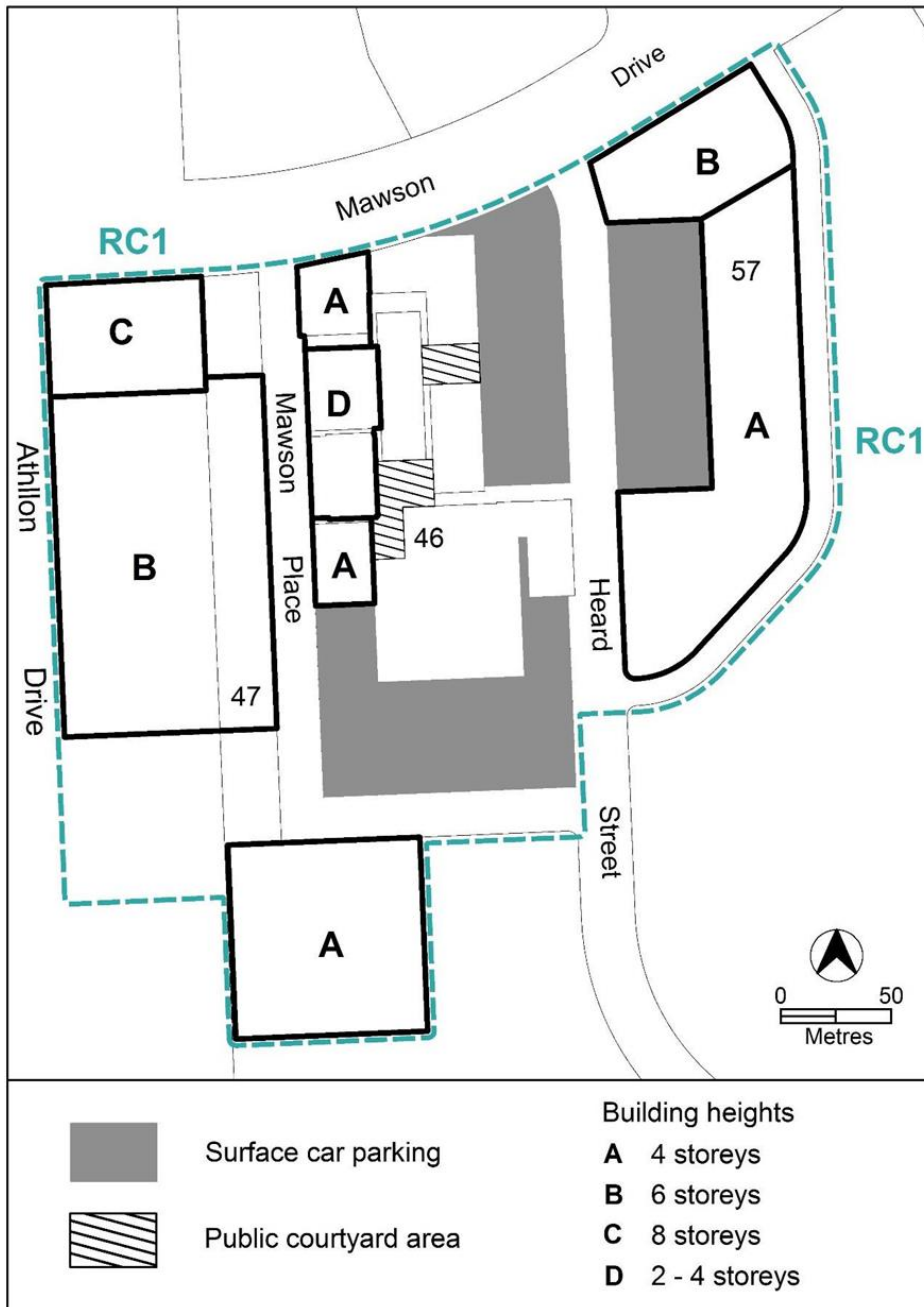 Drive
Mawson
B
RC1
57
A
C
D
Mawson
A
RC1
Athllon
B
46
A
Place
Heard
Drive
47
Street
A
0 50
Metres
Surface car parking
Public courtyard area
Building heights
A 4 storeys
B 6 storeys
C 8 storeys
D 2 - 4 storeys